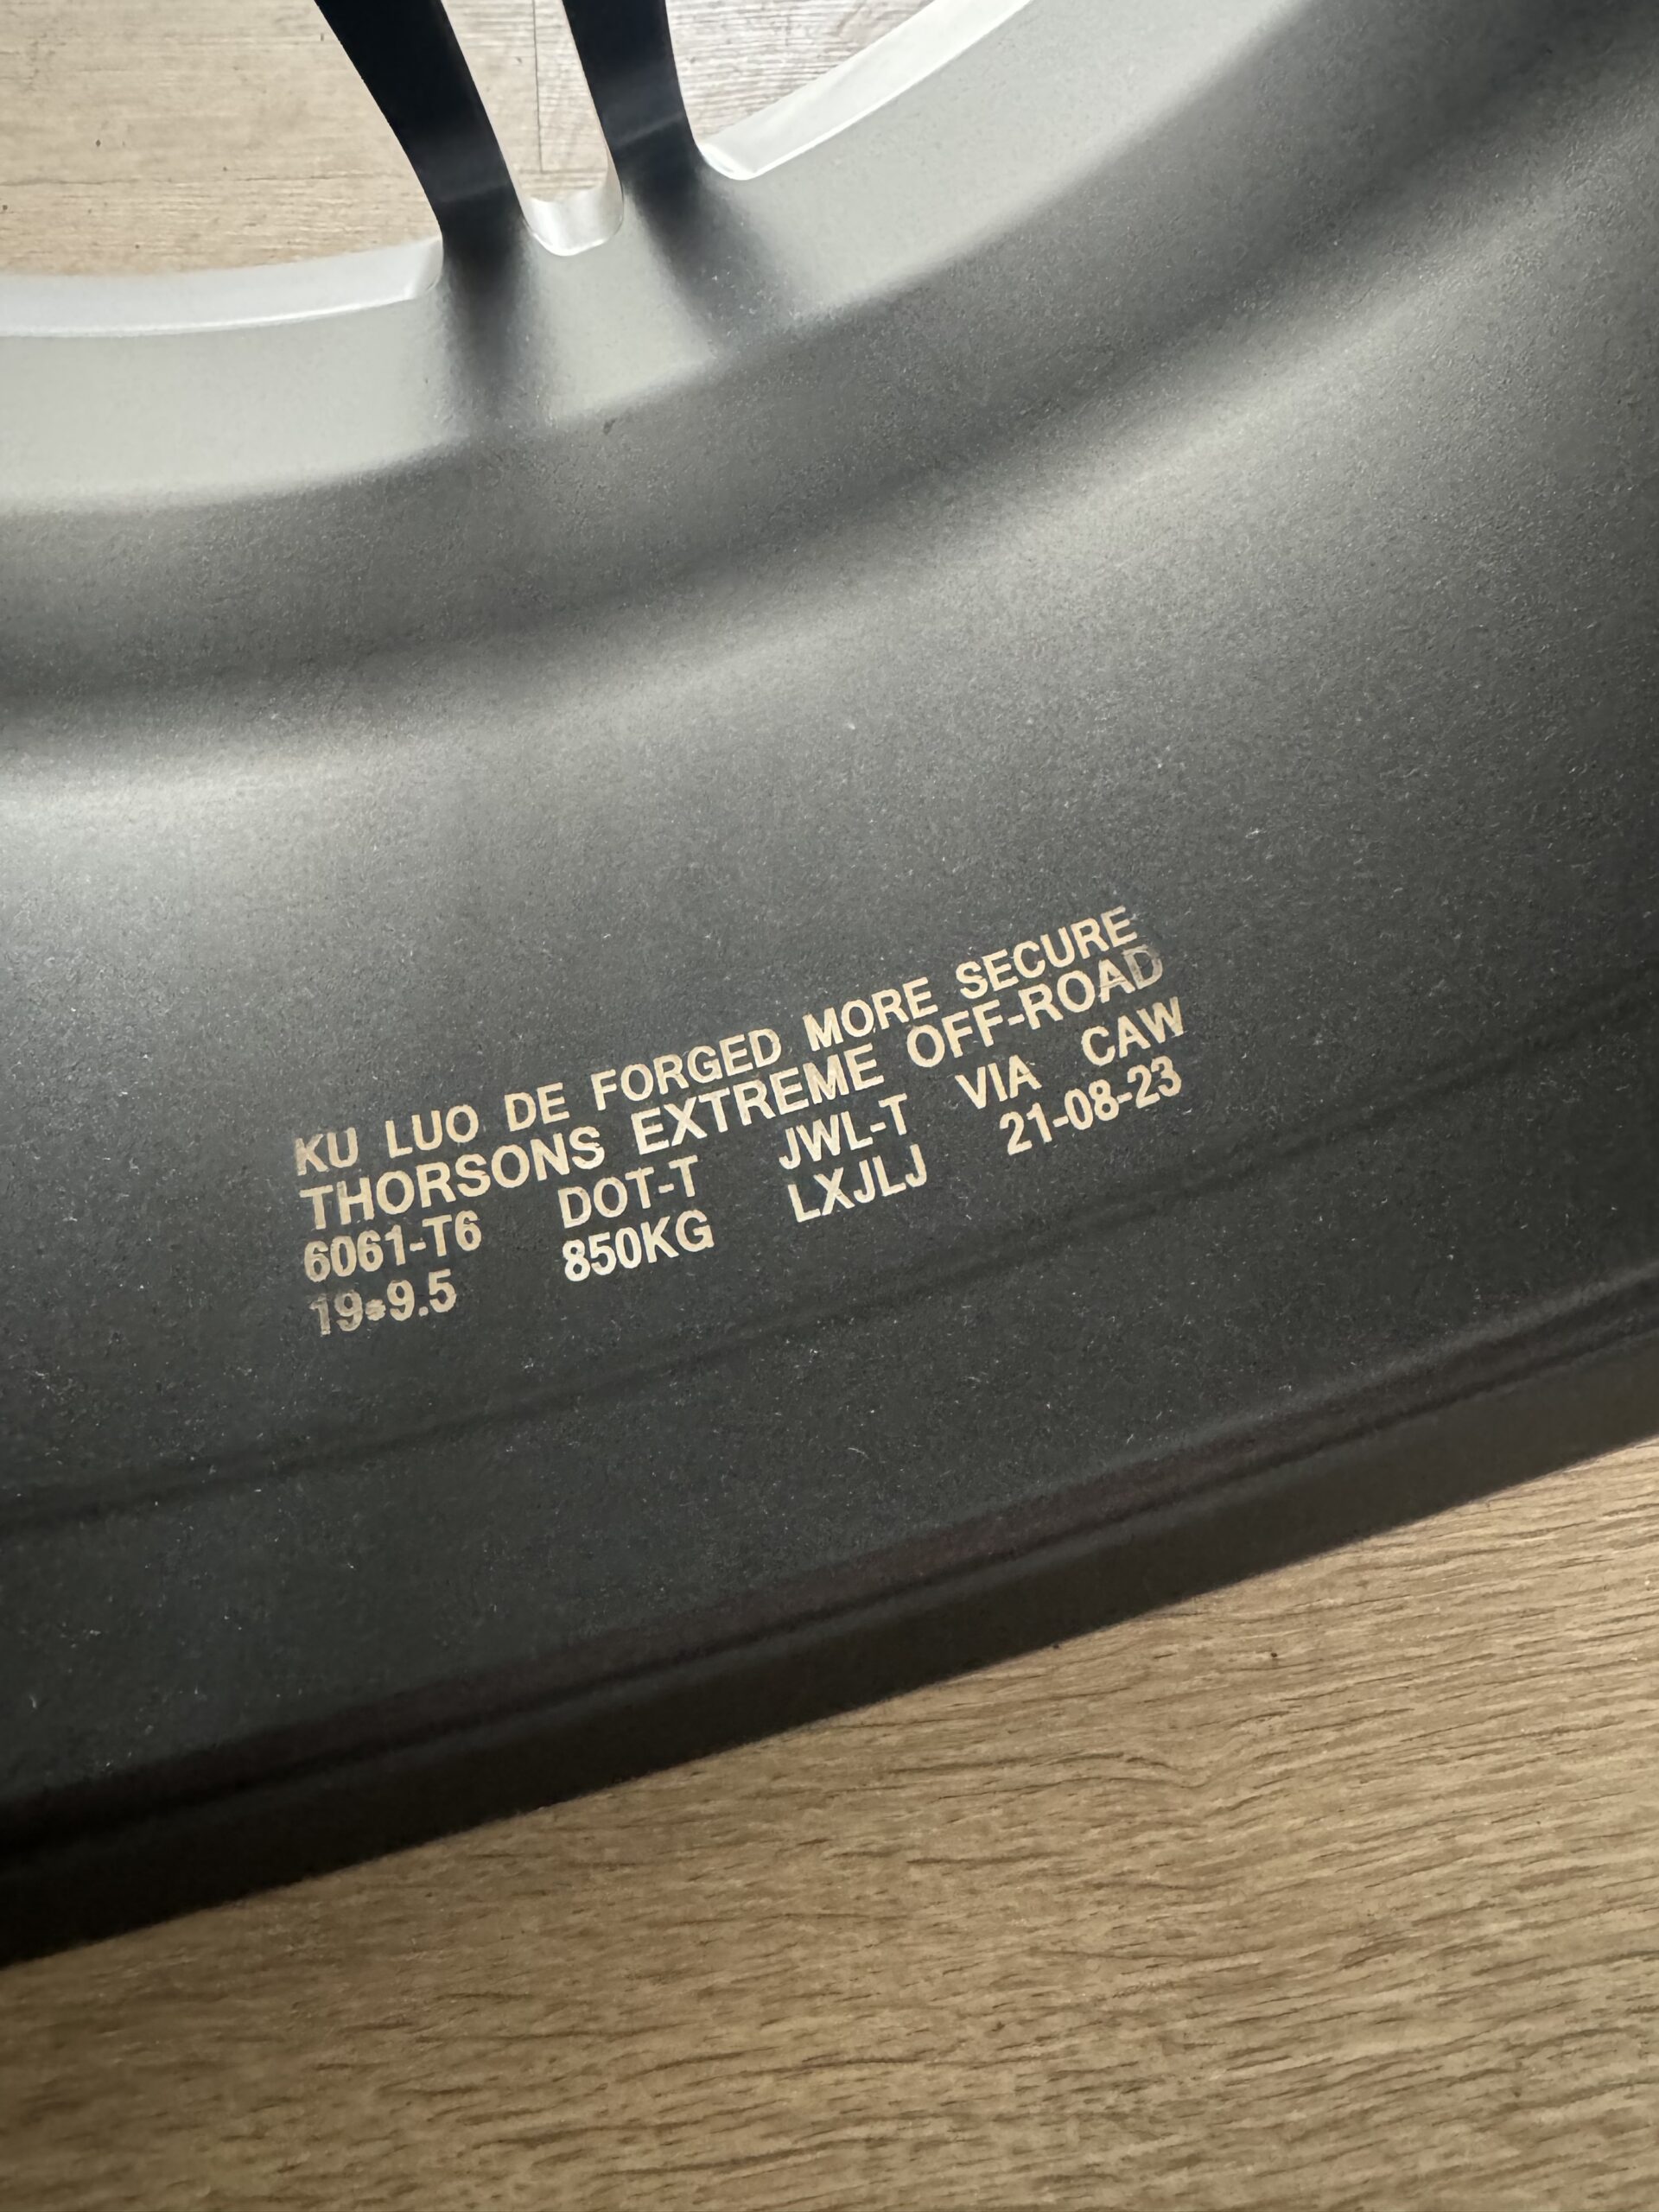 KU LUO DE FORGED MORE SECURE
THORSONS EXTREME OFF-ROAD
6061-T6 DOT-T JWL-T VIA CAW
19*9.5 850KG LXJLJ 21-08-23